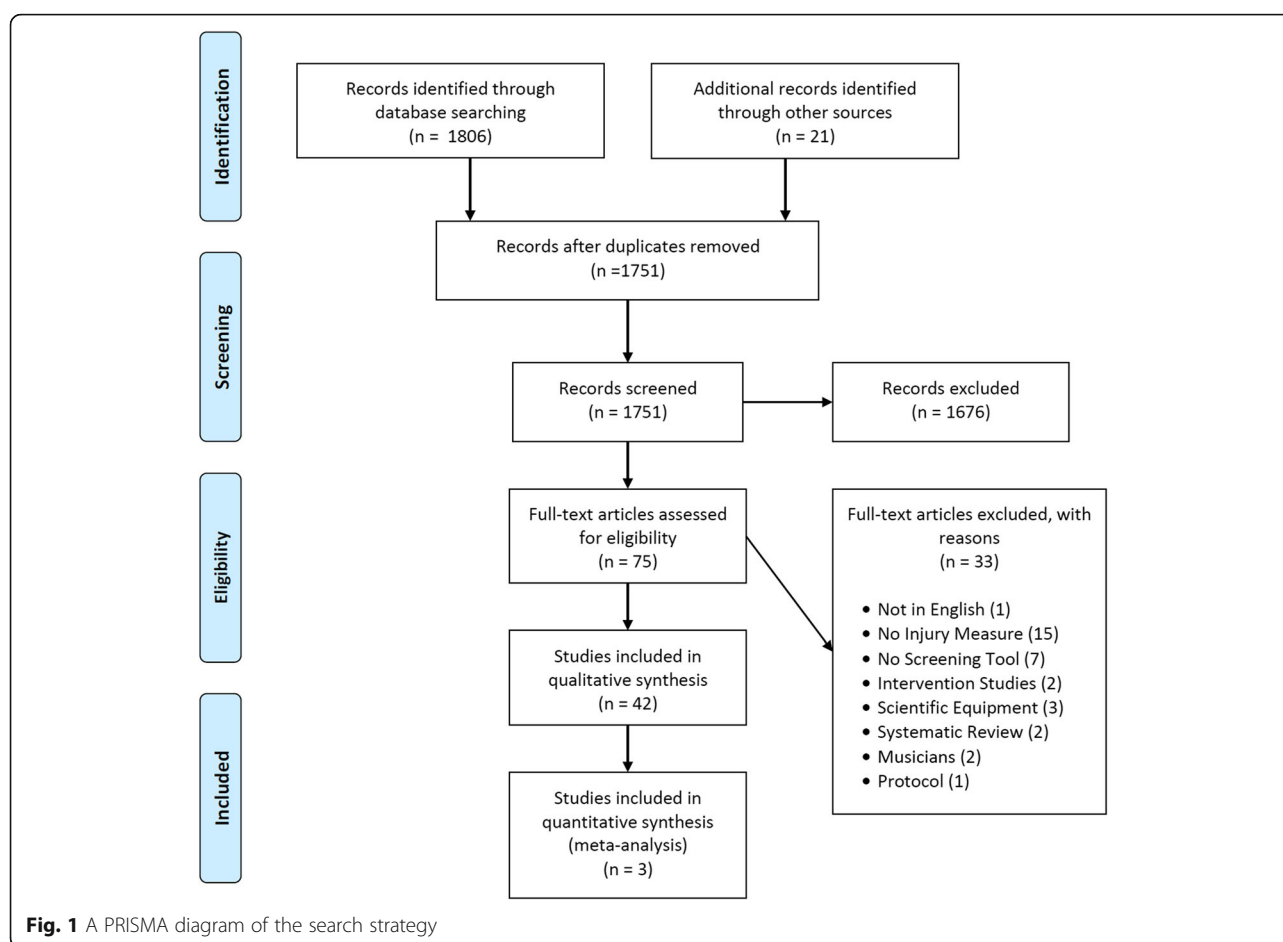 Identification
Records identified through
database searching
(n = 1806)
Additional records identified
through other sources
(n = 21)
Records after duplicates removed
(n =1751)
Screening
Records screened
(n = 1751)
Records excluded
(n = 1676)
Eligibility
Full-text articles assessed
for eligibility
(n = 75)
Full-text articles excluded, with
reasons
(n = 33)
• Not in English (1)
• No Injury Measure (15)
• No Screening Tool (7)
• Intervention Studies (2)
• Scientific Equipment (3)
• Systematic Review (2)
• Musicians (2)
• Protocol (1)
Studies included in
qualitative synthesis
(n = 42)
Included
Studies included in
quantitative synthesis
(meta-analysis)
(n = 3)
Fig. 1 A PRISMA diagram of the search strategy